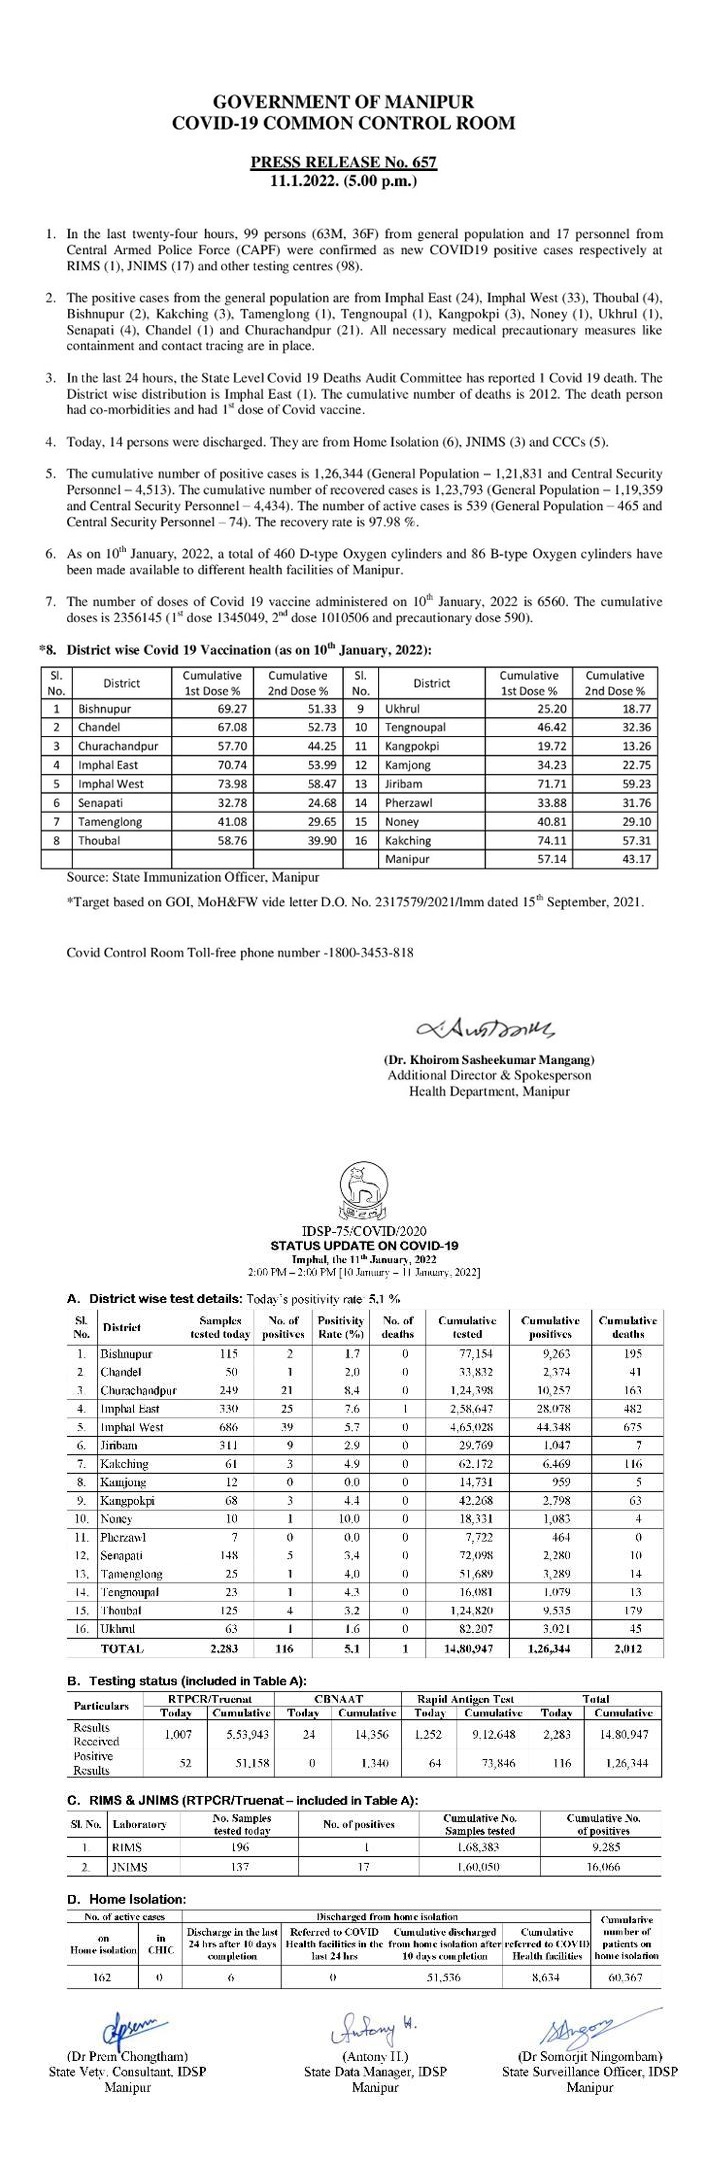 GOVERNMENT OF MANIPUR
COVID-19 COMMON CONTROL ROOM
PRESS RELEASE No. 657
11.1.2022. (5.00 p.m.)
1. In the last twenty-four hours, 99 persons (63M, 36F) from general population and 17 personnel from
Central Armed Police Force (CAPF) were confirmed as new COVID19 positive cases respectively at
RIMS (1), JNIMS (17) and other testing centres (98).
2. The positive cases from the general population are from Imphal East (24), Imphal West (33), Thoubal (4),
Bishnupur (2), Kakching (3), Tamenglong (1), Tengnoupal (1), Kangpokpi (3), Noney (1), Ukhrul (1),
Senapati (4), Chandel (1) and Churachandpur (21). All necessary medical precautionary measures like
containment and contact tracing are in place.
3. In the last 24 hours, the State Level Covid 19 Deaths Audit Committee has reported 1 Covid 19 death. The
District wise distribution is Imphal East (1). The cumulative number of deaths is 2012. The death person
had co-morbidities and had 1st dose of Covid vaccine.
4. Today, 14 persons were discharged. They are from Home Isolation (6), JNIMS (3) and CCCs (5).
5. The cumulative number of positive cases is 1,26,344 (General Population – 1,21,831 and Central Security
Personnel – 4,513). The cumulative number of recovered cases is 1,23,793 (General Population – 1,19,359
and Central Security Personnel – 4,434). The number of active cases is 539 (General Population – 465 and
Central Security Personnel – 74). The recovery rate is 97.98 %.
6. As on 10th January, 2022, a total of 460 D-type Oxygen cylinders and 86 B-type Oxygen cylinders have
been made available to different health facilities of Manipur.
7. The number of doses of Covid 19 vaccine administered on 10th January, 2022 is 6560. The cumulative
doses is 2356145 (1st dose 1345049, 2nd dose 1010506 and precautionary dose 590).
*8. District wise Covid 19 Vaccination (as on 10th January, 2022):
Sl. No. District Cumulative 1st Dose % Cumulative 2nd Dose % Sl. No. District Cumulative 1st Dose % Cumulative 2nd Dose %
1 Bishnupur 69.27 51.33 9 Ukhrul 25.20 18.77
2 Chandel 67.08 52.73 10 Tengnoupal 46.42 32.36
3 Churachandpur 57.70 44.25 11 Kangpokpi 19.72 13.26
4 Imphal East 70.74 53.99 12 Kamjong 34.23 22.75
5 Imphal West 73.98 58.47 13 Jiribam 71.71 59.23
6 Senapati 32.78 24.68 14 Pherzawl 33.88 31.76
7 Tamenglong 41.08 29.65 15 Noney 40.81 29.10
8 Thoubal 58.76 39.90 16 Kakching 74.11 57.31
Manipur 57.14 43.17
Source: State Immunization Officer, Manipur
*Target based on GOI, MoH&FW vide letter D.O. No. 2317579/2021/Imm dated 15th September, 2021.
Covid Control Room Toll-free phone number -1800-3453-818
(Dr. Khoirom Sasheekumar Mangang)
Additional Director & Spokesperson
Health Department, Manipur
IDSP-75/COVID/2020
STATUS UPDATE ON COVID-19
Imphal, the 11th January, 2022
2:00 PM – 2:00 PM [10 January – 11 January, 2022]
A. District wise test details: Today's positivity rate: 5.1 %
Sl. No. District Samples tested today No. of positives Positivity Rate (%) No. of deaths Cumulative tested Cumulative positives Cumulative deaths
1. Bishnupur 115 2 1.7 0 77,154 9,263 195
2. Chandel 50 1 2.0 0 33,832 2,374 41
3. Churachandpur 249 21 8.4 0 1,24,398 10,257 163
4. Imphal East 330 25 7.6 1 2,58,647 28,078 482
5. Imphal West 686 39 5.7 0 4,65,028 44,348 675
6. Jiribam 311 9 2.9 0 29,769 1,047 7
7. Kakching 61 3 4.9 0 62,172 6,469 116
8. Kamjong 12 0 0.0 0 14,731 959 5
9. Kangpokpi 68 3 4.4 0 42,268 2,798 63
10. Noney 10 1 10.0 0 18,331 1,083 4
11. Pherzawl 7 0 0.0 0 7,722 464 0
12. Senapati 148 5 3.4 0 72,098 2,280 10
13. Tamenglong 25 1 4.0 0 51,689 3,289 14
14. Tengnoupal 23 1 4.3 0 16,081 1,079 13
15. Thoubal 125 4 3.2 0 1,24,820 9,535 179
16. Ukhrul 63 1 1.6 0 82,207 3,021 45
TOTAL 2,283 116 5.1 1 14,80,947 1,26,344 2,012
B. Testing status (included in Table A):
Particulars RTPCR/Truenat CBNAAT Rapid Antigen Test Total
Today Cumulative Today Cumulative Today Cumulative Today Cumulative
Results Received 1,007 5,53,943 24 14,356 1,252 9,12,648 2,283 14,80,947
Positive Results 52 51,158 0 1,340 64 73,846 116 1,26,344
C. RIMS & JNIMS (RTPCR/Truenat – included in Table A):
Sl. No. Laboratory No. Samples tested today No. of positives Cumulative No. Samples tested Cumulative No. of positives
1. RIMS 196 1 1,68,383 9,285
2. JNIMS 137 17 1,60,050 16,066
D. Home Isolation:
No. of active cases Discharged from home isolation Cumulative number of patients on home isolation
on Home isolation in CHIC Discharge in the last 24 hrs after 10 days completion Referred to COVID Health facilities in the last 24 hrs Cumulative discharged from home isolation after 10 days completion Cumulative referred to COVID Health facilities
162 0 6 0 51,536 8,634 60,367
Antony H.
(Dr Prem Chongtham) (Antony H.) (Dr Somorjit Ningombam)
State Vety. Consultant, IDSP State Data Manager, IDSP State Surveillance Officer, IDSP
Manipur Manipur Manipur